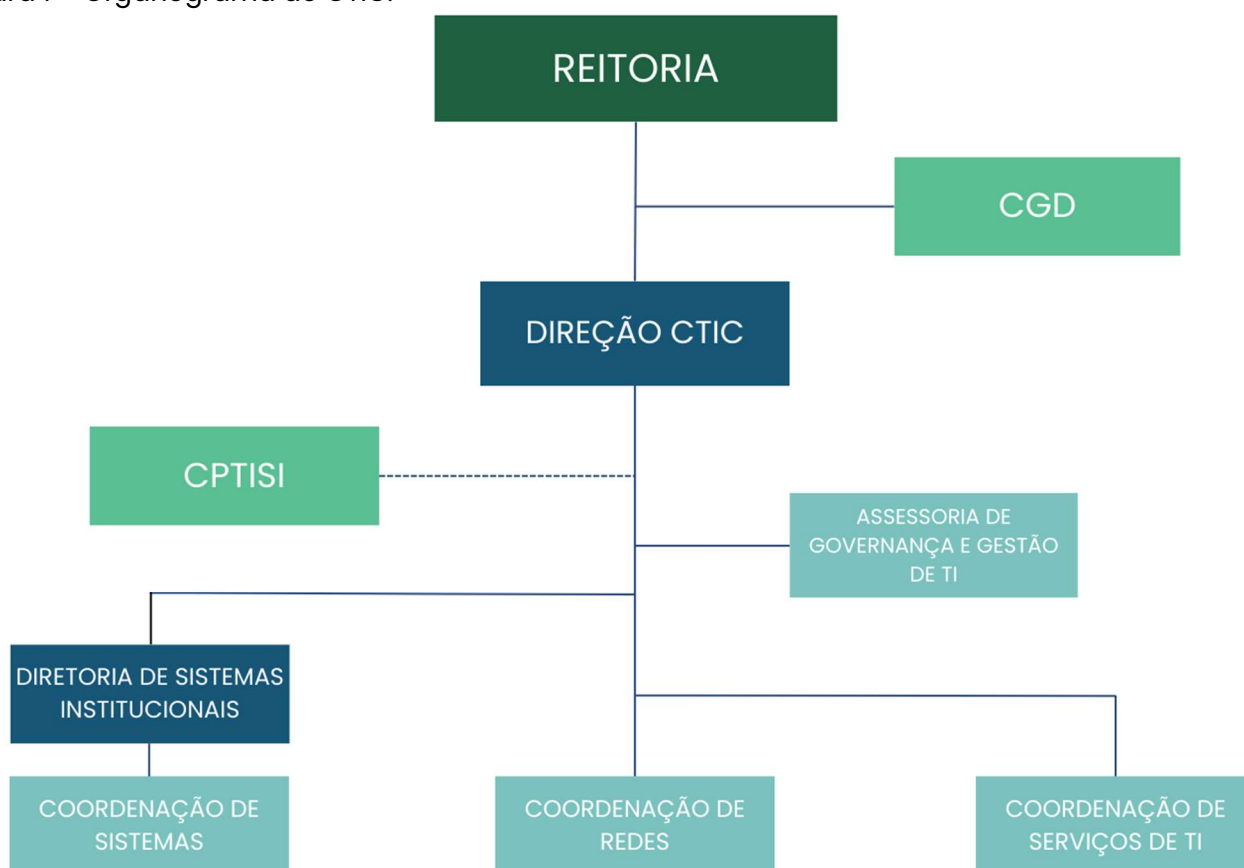 REITORIA
CGD
DIREÇÃO CTIC
CPTISI
ASSESSORIA DE
GOVERNANÇA E GESTÃO
DE TI
DIRETORIA DE SISTEMAS
INSTITUCIONAIS
COORDENAÇÃO DE
SISTEMAS
COORDENAÇÃO DE
REDES
COORDENAÇÃO DE
SERVIÇOS DE TI